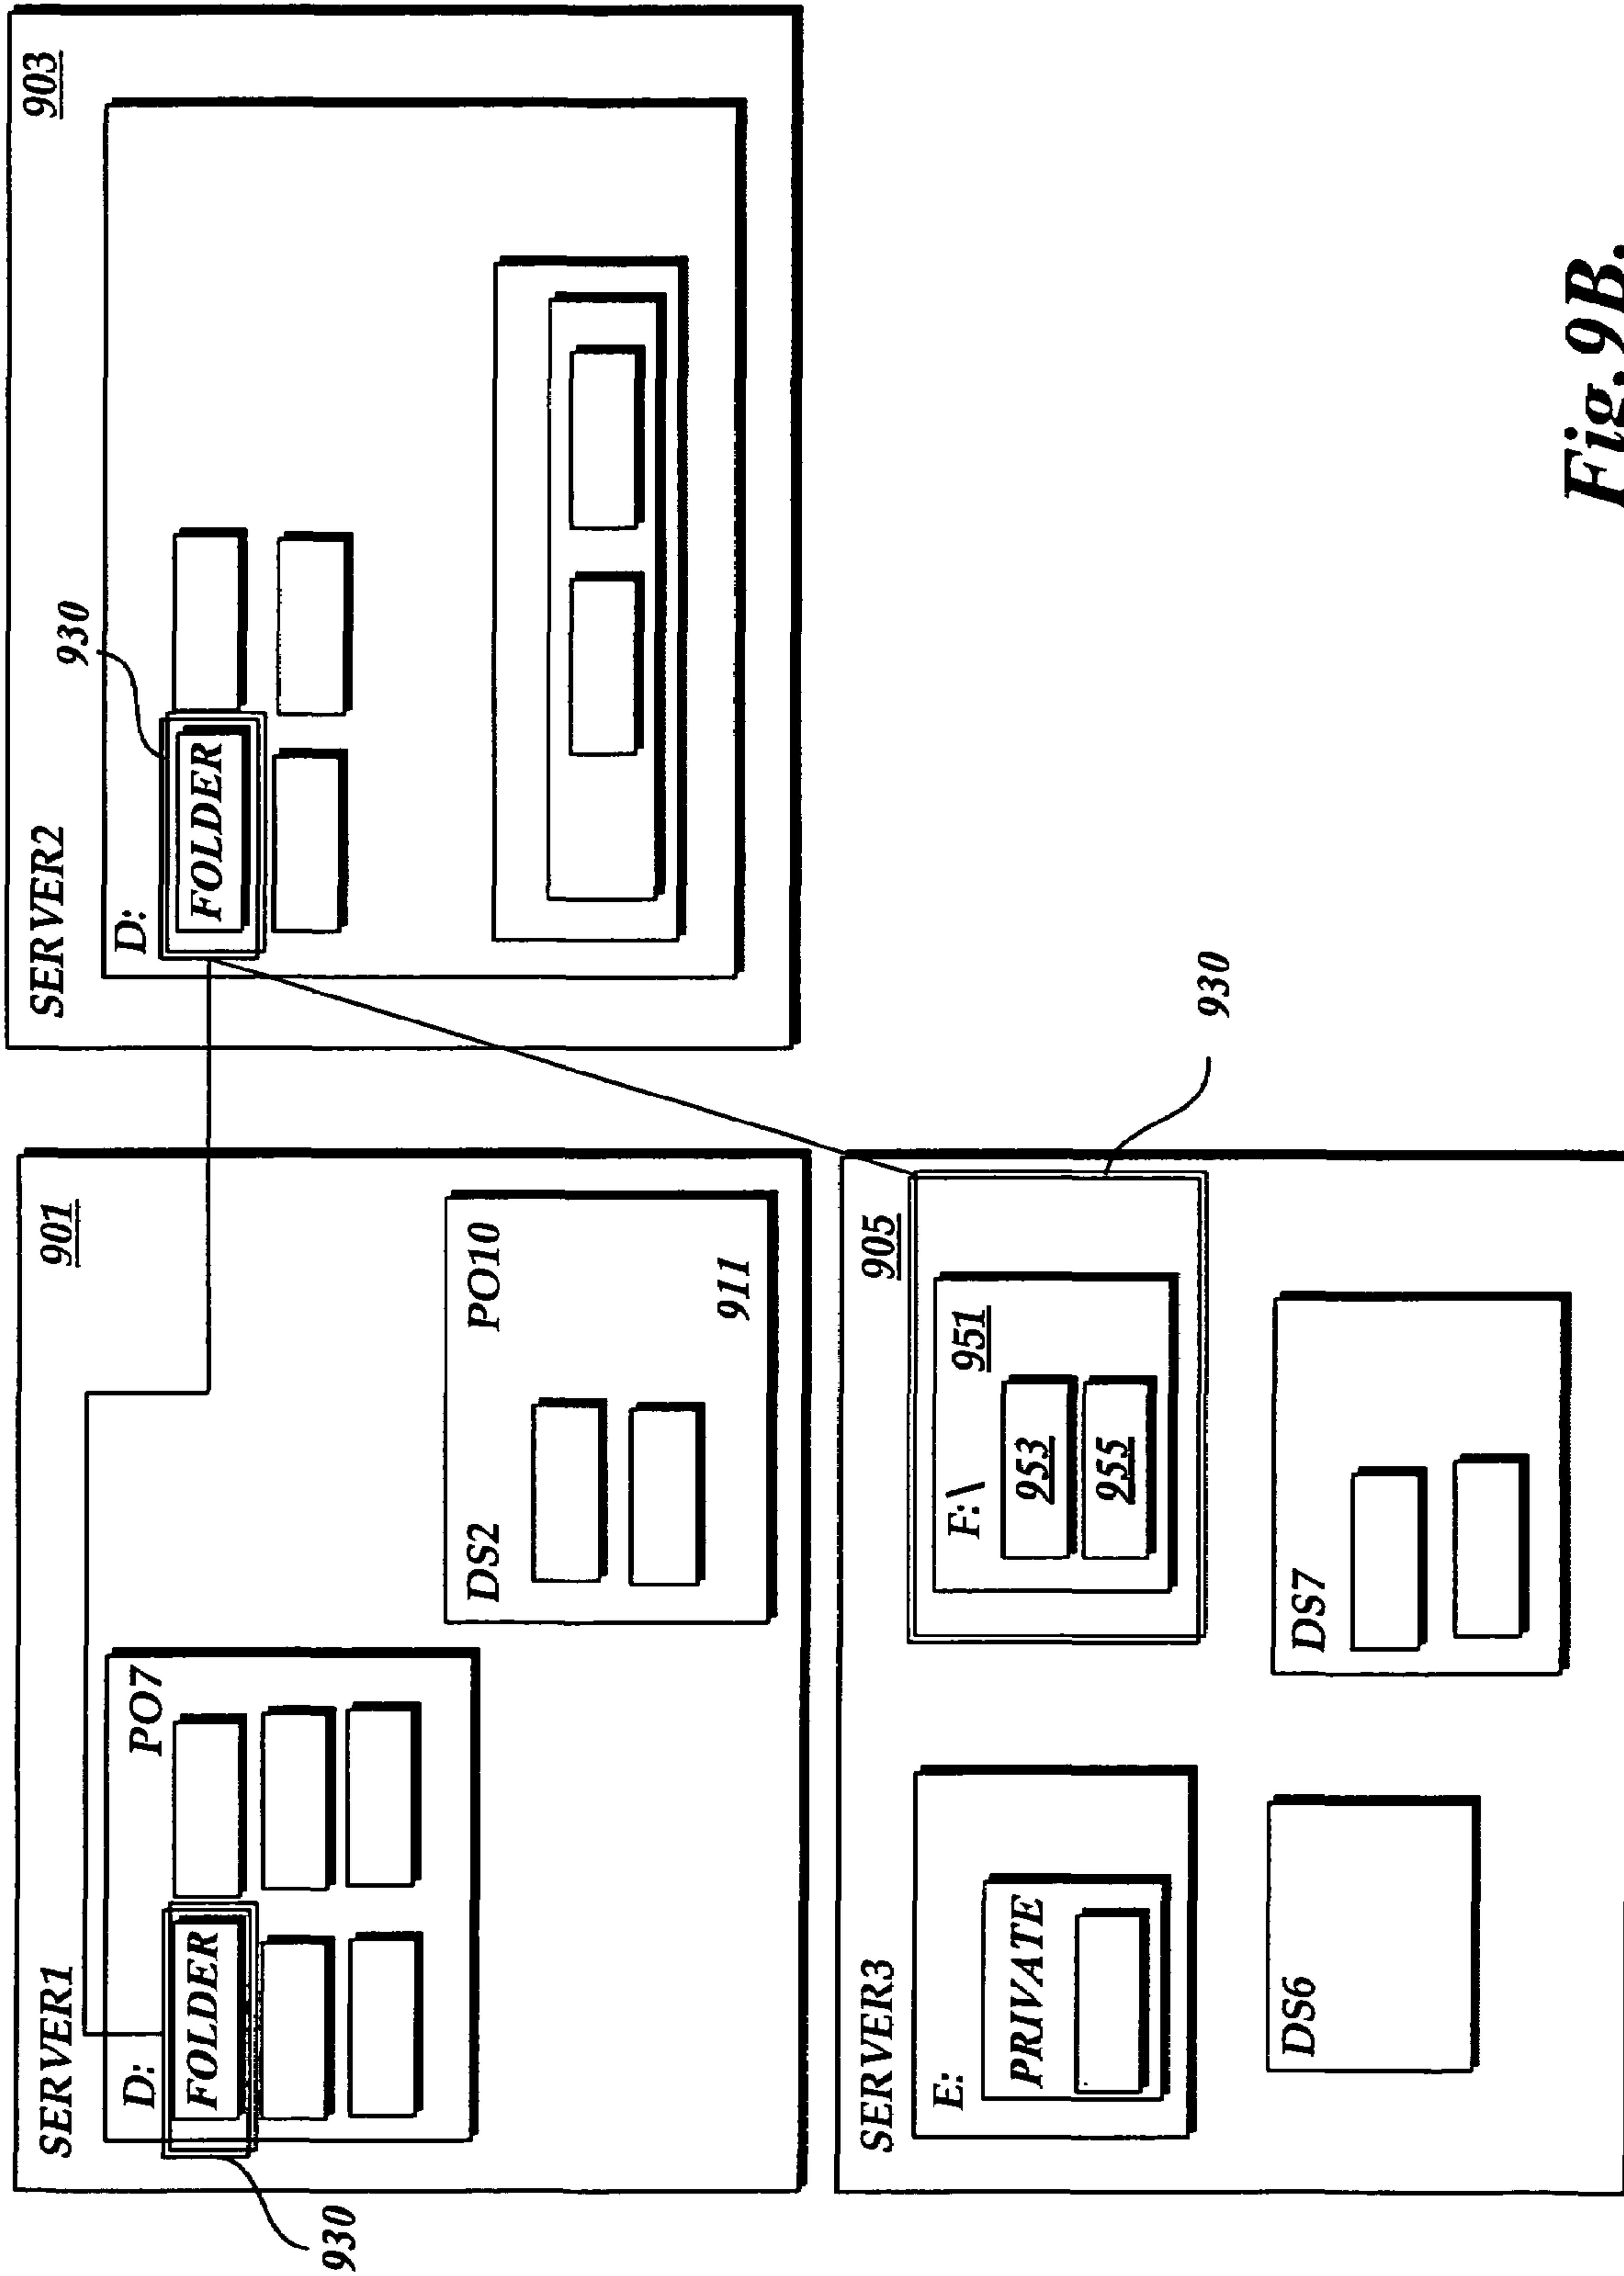 SERVER1
901
D:
PO7
FOLDER
930
DS2
PO10
911
SERVER2
903
930
D:
FOLDER
SERVER3
905
E:
PRIVATE
F:\
951
953
955
930
DS6
DS7
Fig.9B.